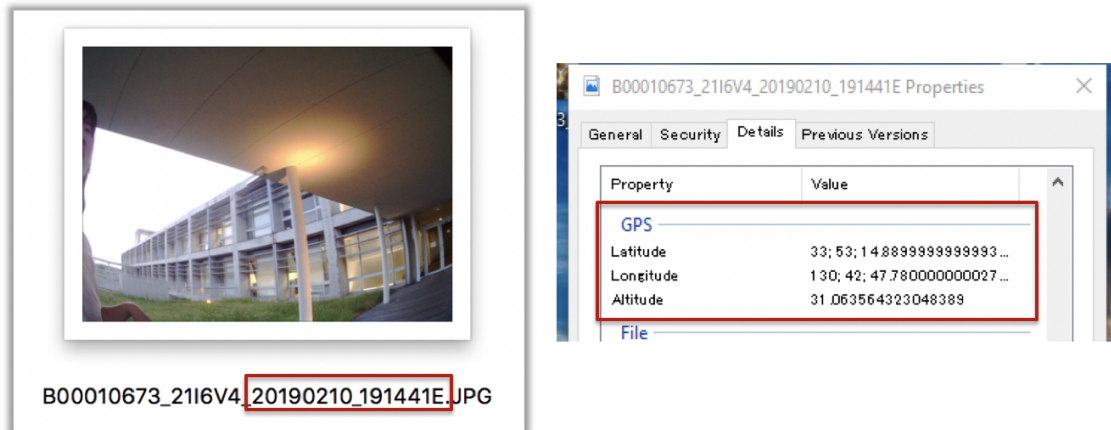 B00010673_21I6V4_20190210_191441E.JPG
B00010673_21I6V4_20190210_191441E Properties
General Security Details Previous Versions
Property Value
GPS
Latitude 33; 53; 14.8899999999993...
Longitude 130; 42; 47.780000000027...
Altitude 31.063564323048389
File